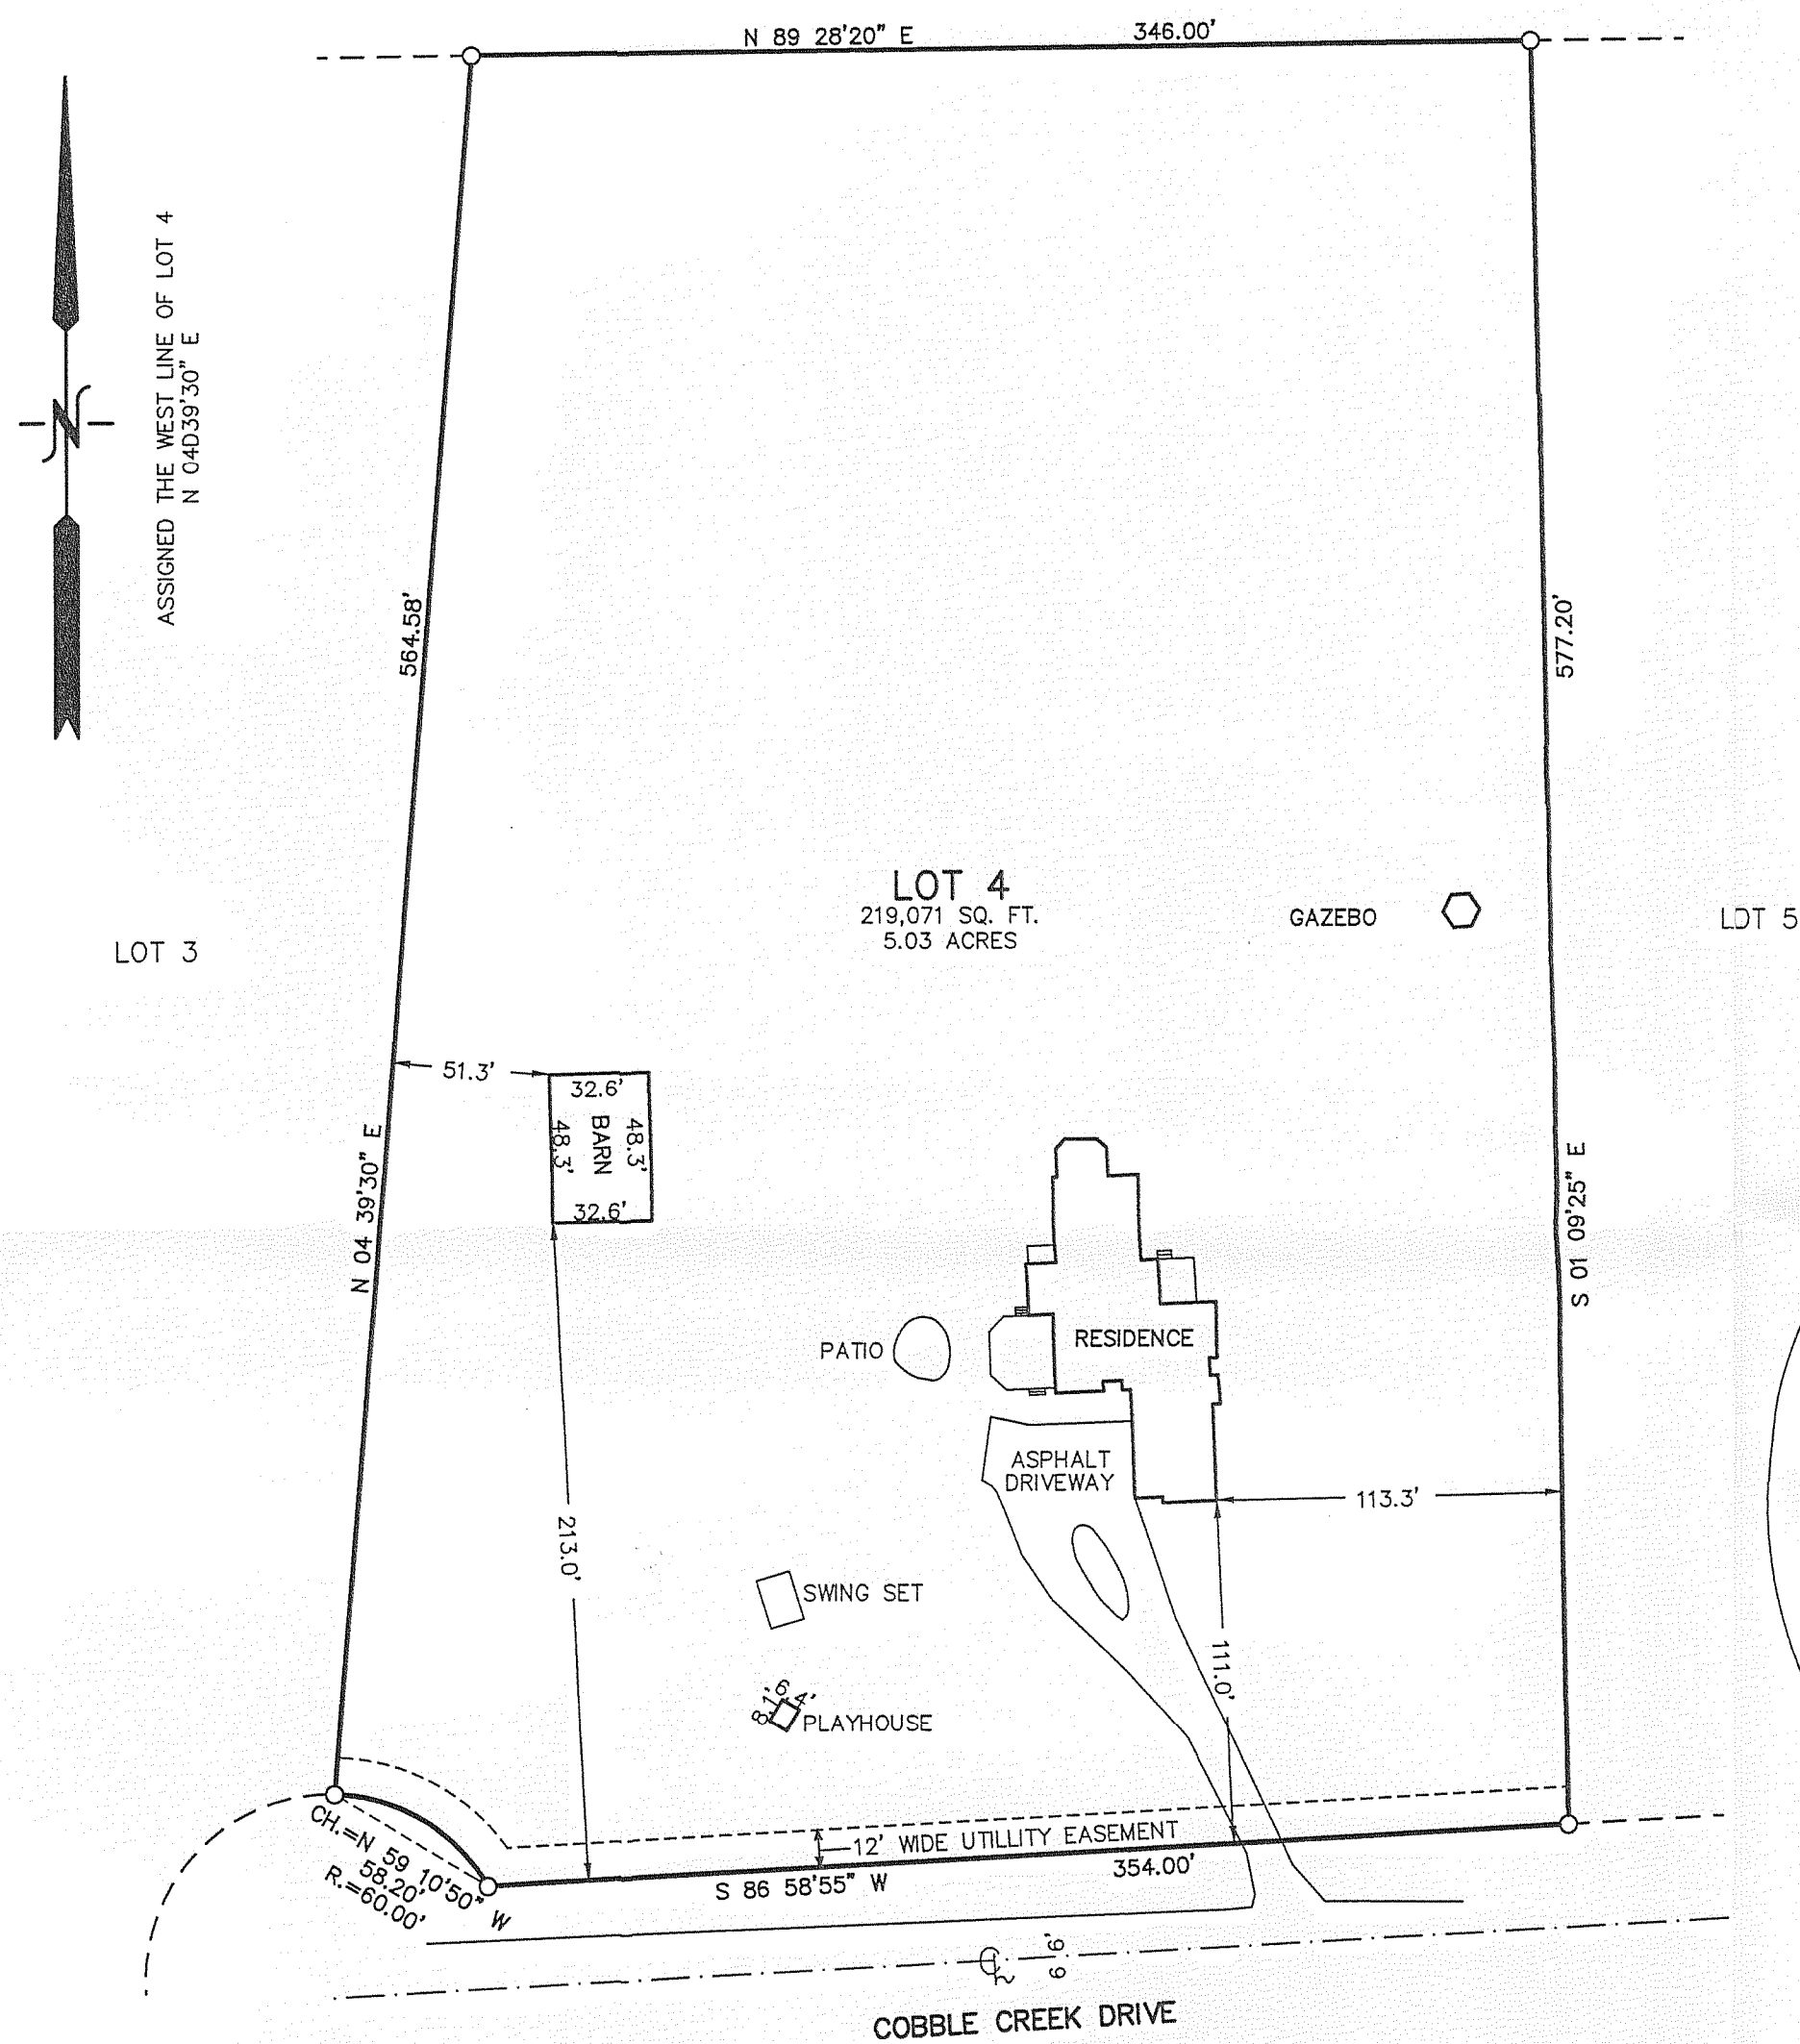 N 89 28'20" E
346.00'
ASSIGNED THE WEST LINE OF LOT 4
N 04D39'30" E
N
564.58'
577.20'
LOT 4
219,071 SQ. FT.
5.03 ACRES
GAZEBO
LOT 5
LOT 3
51.3'
32.6'
48.3'
BARN
48.3'
32.6'
N 04 39'30" E
S 01 09'25" E
RESIDENCE
PATIO
ASPHALT
DRIVEWAY
113.3'
213.0'
SWING SET
111.0'
6.4'
8.1'
PLAYHOUSE
12' WIDE UTILLITY EASEMENT
354.00'
S 86 58'55" W
CH.=N 59 10'50" W
58.20'
R.=60.00'
9.9'
COBBLE CREEK DRIVE